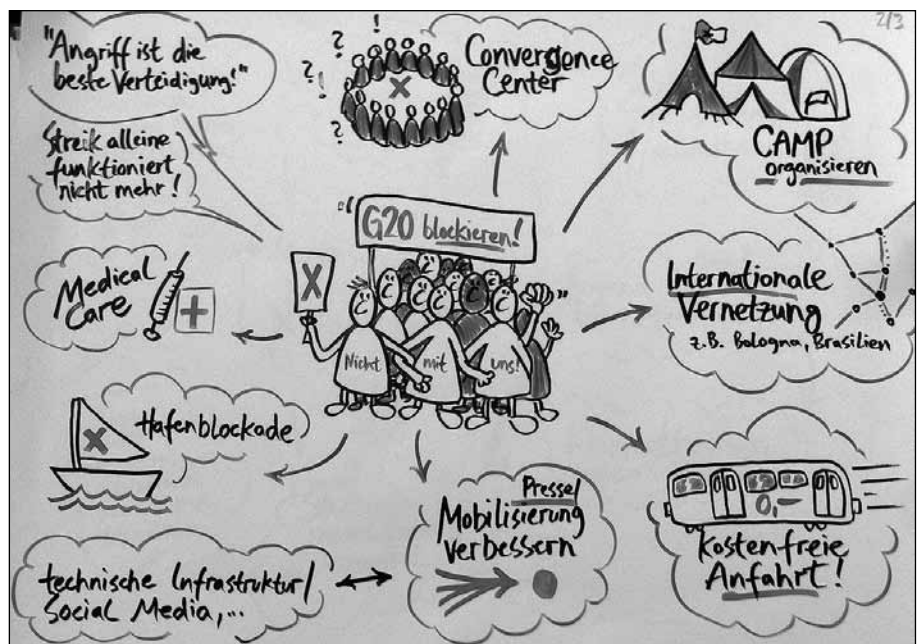 2/3
"Angriff ist die
beste Verteidigung!"
Streik alleine
funktioniert
nicht mehr!
? ! ? ! ? ! ?
X
Convergence
Center
CAMP
organisieren
"G20 blockieren!"
X
Nicht mit uns!
Medical
Care
+
Internationale
Vernetzung
z.B. Bologna, Brasilien
X
Hafenblockade
Presse/
Mobilisierung
verbessern
0,-
kostenfreie
Anfahrt!
technische Infrastruktur/
Social Media,...